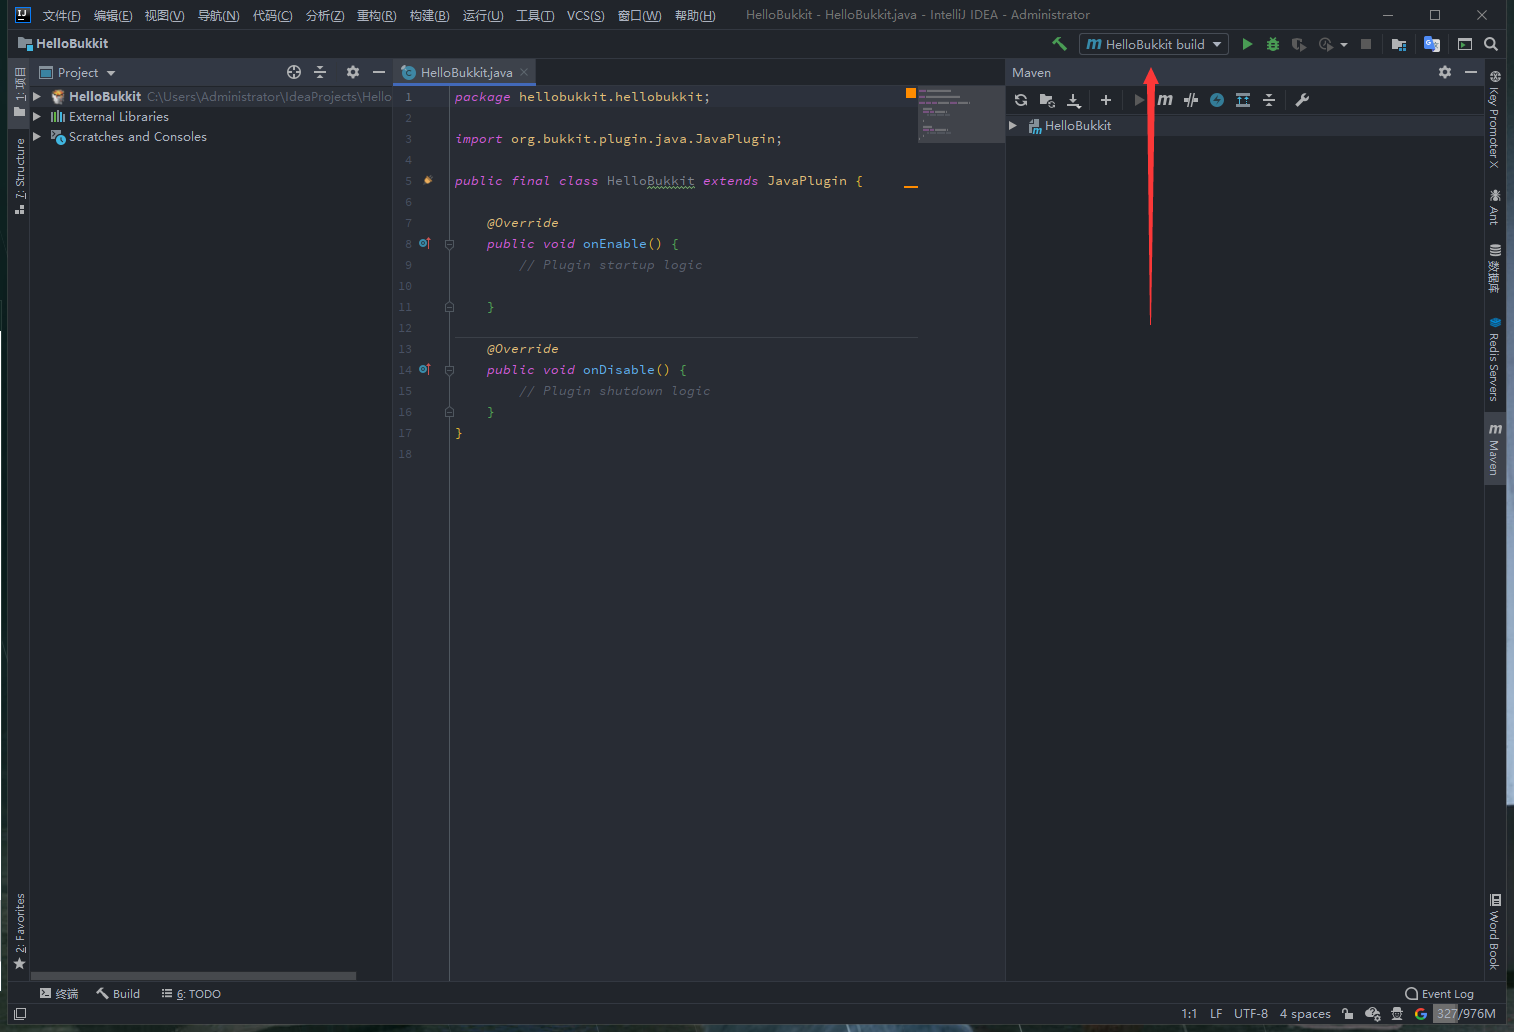 文件(F) 编辑(E) 视图(V) 导航(N) 代码(C) 分析(Z) 重构(R) 构建(B) 运行(U) 工具(T) VCS(S) 窗口(W) 帮助(H) HelloBukkit - HelloBukkit.java - IntelliJ IDEA - Administrator
HelloBukkit
m HelloBukkit build
1: 项目
7: Structure
2: Favorites
Project
HelloBukkit C:\Users\Administrator\IdeaProjects\Hello
External Libraries
Scratches and Consoles
HelloBukkit.java
1 package hellobukkit.hellobukkit;
2
3 import org.bukkit.plugin.java.JavaPlugin;
4
5 public final class HelloBukkit extends JavaPlugin {
6
7 @Override
8 public void onEnable() {
9 // Plugin startup logic
10
11 }
12
13 @Override
14 public void onDisable() {
15 // Plugin shutdown logic
16 }
17 }
18
Maven
HelloBukkit
Key Promoter X
Ant
数据库
Redis Servers
Maven
Word Book
终端 Build 6: TODO
Event Log
1:1 LF UTF-8 4 spaces 327/976M